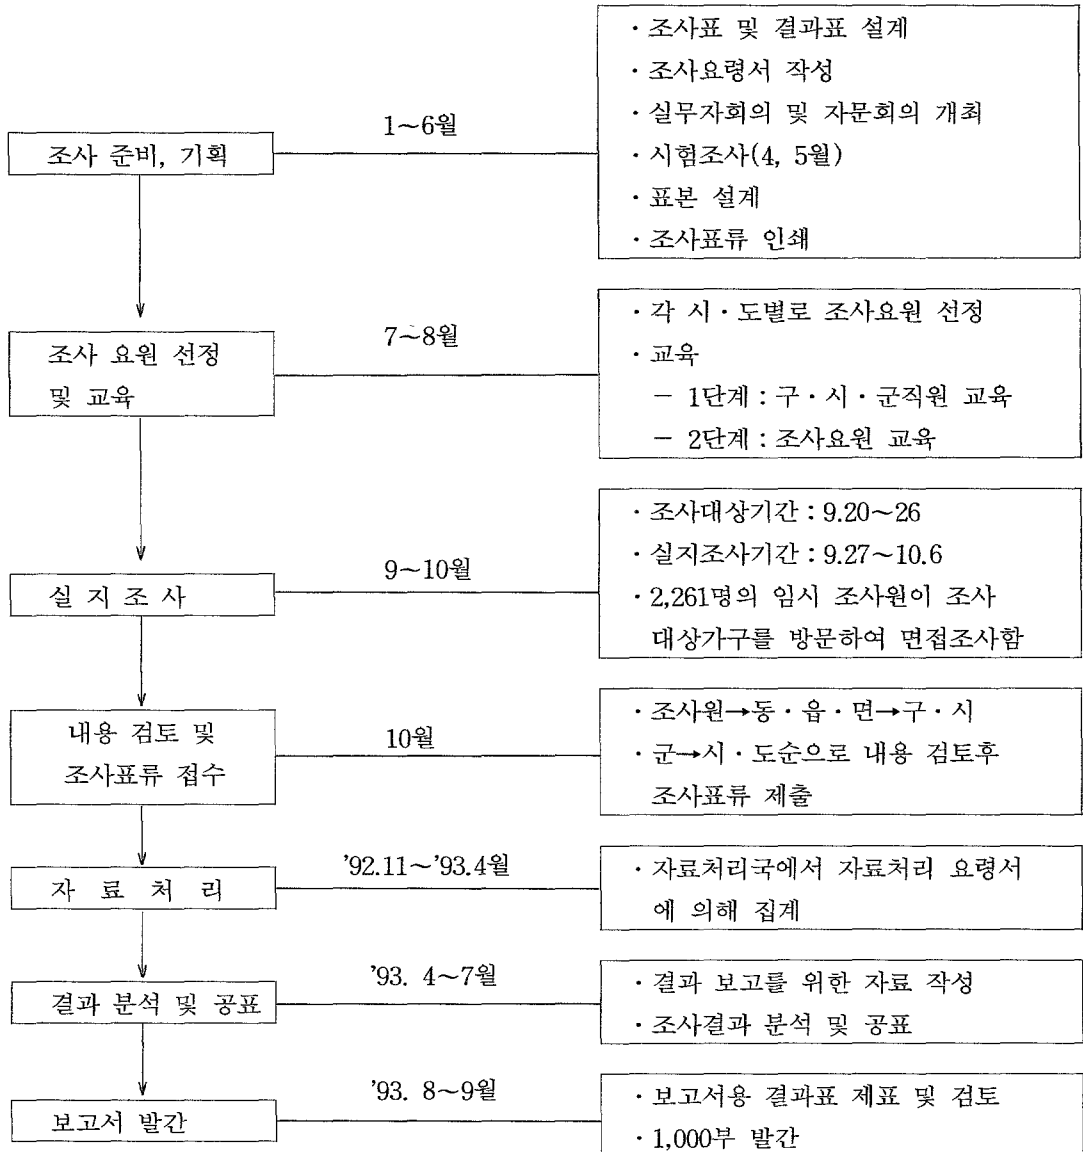 조사 준비, 기획
1~6월
· 조사표 및 결과표 설계
· 조사요령서 작성
· 실무자회의 및 자문회의 개최
· 시험조사(4, 5월)
· 표본 설계
· 조사표류 인쇄
조사 요원 선정
및 교육
7~8월
· 각 시 · 도별로 조사요원 선정
· 교육
- 1단계 : 구 · 시 · 군직원 교육
- 2단계 : 조사요원 교육
실 지 조 사
9~10월
· 조사대상기간 : 9.20~26
· 실지조사기간 : 9.27~10.6
· 2,261명의 임시 조사원이 조사
대상가구를 방문하여 면접조사함
내용 검토 및
조사표류 접수
10월
· 조사원→동 · 읍 · 면→구 · 시
· 군→시 · 도순으로 내용 검토후
조사표류 제출
자 료 처 리
'92.11~'93.4월
· 자료처리국에서 자료처리 요령서
에 의해 집계
결과 분석 및 공표
'93. 4~7월
· 결과 보고를 위한 자료 작성
· 조사결과 분석 및 공표
보고서 발간
'93. 8~9월
· 보고서용 결과표 제표 및 검토
· 1,000부 발간